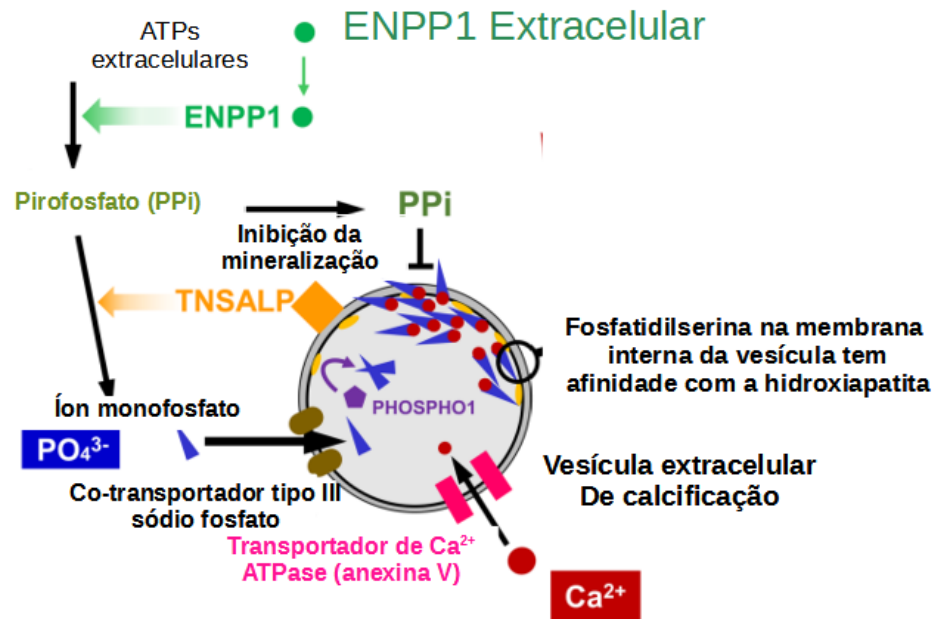 ATPs
extracelulares
ENPP1 Extracelular
ENPP1
Pirofosfato (PPi)
PPi
Inibição da
mineralização
TNSALP
Fosfatidilserina na membrana
interna da vesícula tem
afinidade com a hidroxiapatita
PHOSPHO1
Íon monofosfato
PO₄³⁻
Vesícula extracelular
De calcificação
Co-transportador tipo III
sódio fosfato
Transportador de Ca²⁺
ATPase (anexina V)
Ca²⁺